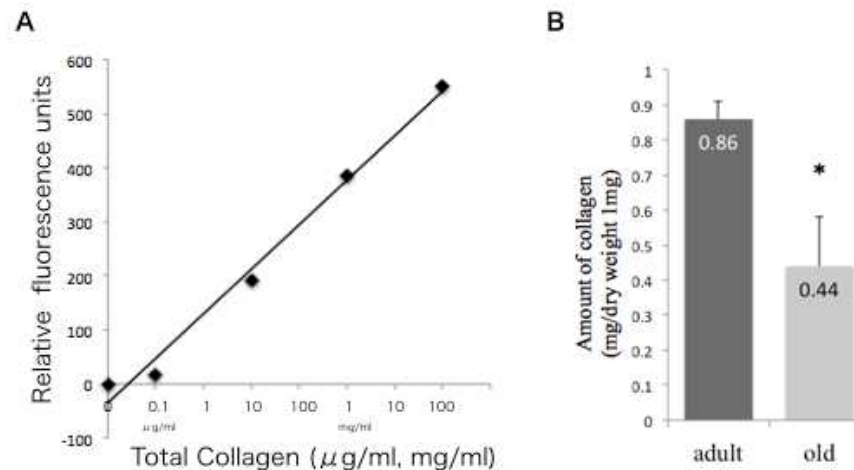 A
Relative fluorescence units
600
500
400
300
200
100
0
-100
0 0.1 1 10 100 1 100
μg/ml mg/ml
Total Collagen (μg/ml, mg/ml)
B
Amount of collagen
(mg/dry weight 1mg)
1
0.9
0.8
0.7
0.6
0.5
0.4
0.3
0.2
0.1
0
0.86
*
0.44
adult old